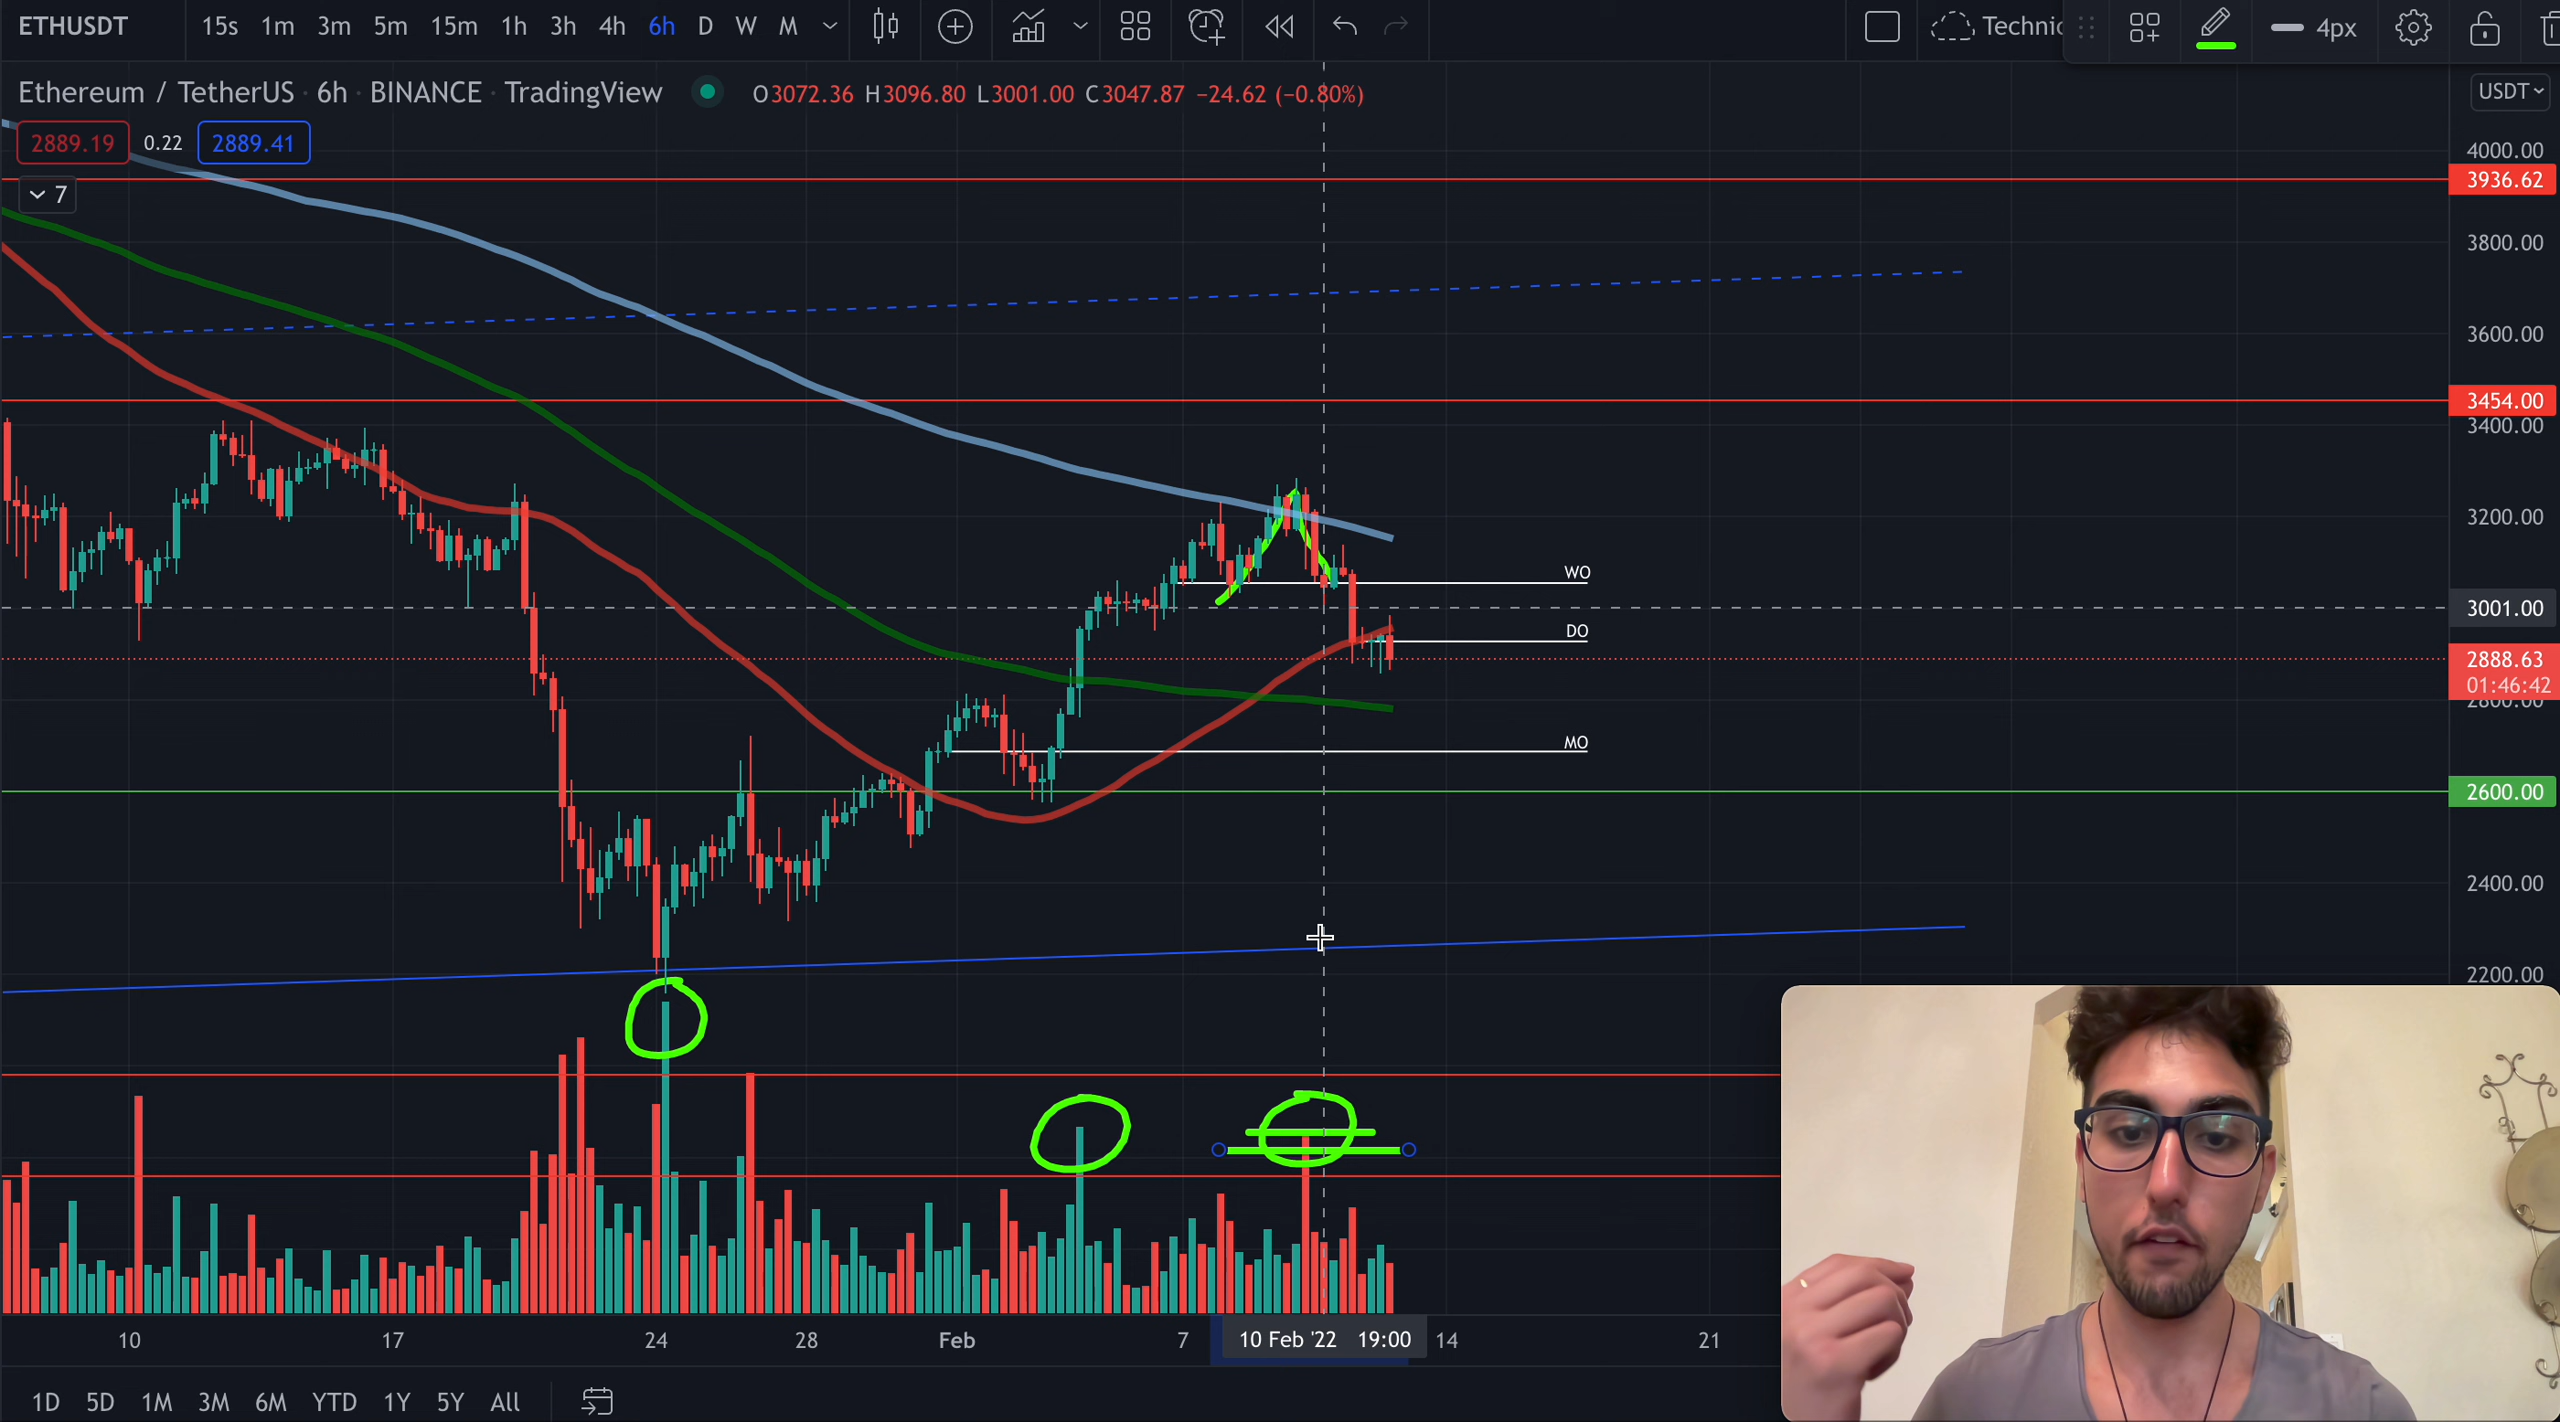 ETHUSDT 15s 1m 3m 5m 15m 1h 3h 4h 6h D W M Technic 4px
Ethereum / TetherUS · 6h · BINANCE · TradingView O3072.36 H3096.80 L3001.00 C3047.87 −24.62 (−0.80%) USDT
2889.19 0.22 2889.41
7
4000.00
3936.62
3800.00
3600.00
3454.00
3400.00
3200.00
WO
3001.00
DO
2888.63
01:46:42
2800.00
MO
2600.00
2400.00
2200.00
10 17 24 28 Feb 7 10 Feb '22 19:00 14 21
1D 5D 1M 3M 6M YTD 1Y 5Y All